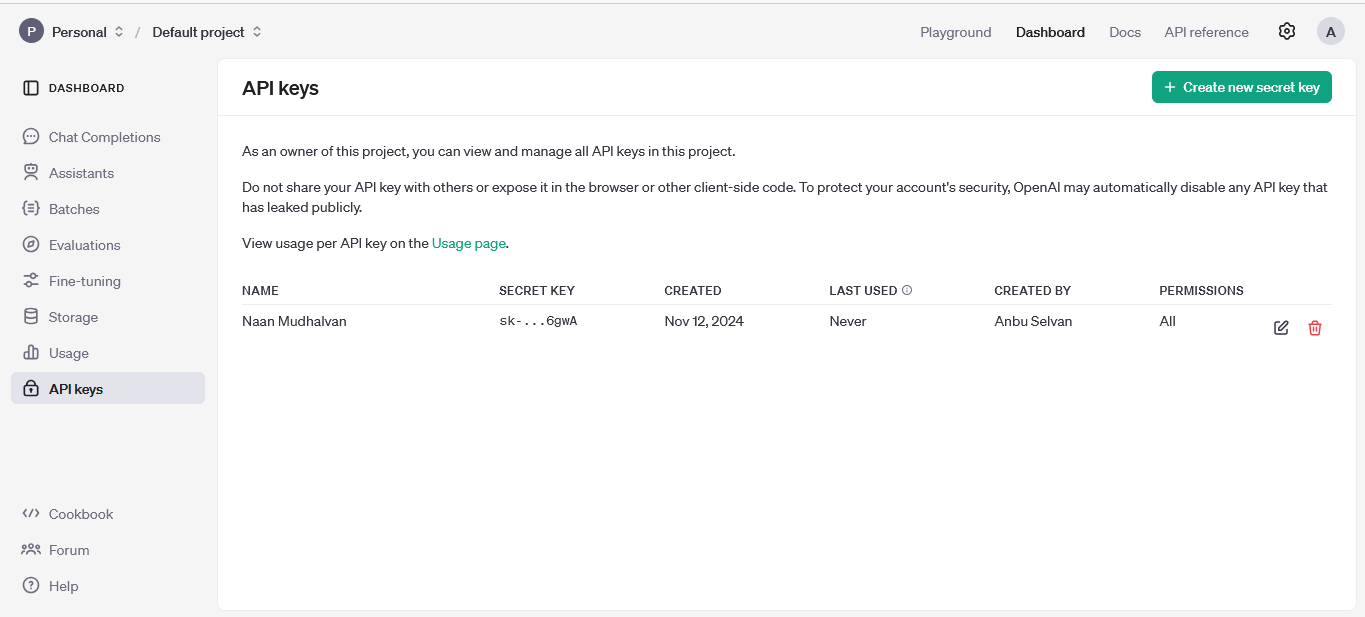 P Personal / Default project
Playground Dashboard Docs API reference A
DASHBOARD
Chat Completions
Assistants
Batches
Evaluations
Fine-tuning
Storage
Usage
API keys
Cookbook
Forum
Help
API keys
+ Create new secret key
As an owner of this project, you can view and manage all API keys in this project.
Do not share your API key with others or expose it in the browser or other client-side code. To protect your account's security, OpenAI may automatically disable any API key that
has leaked publicly.
View usage per API key on the Usage page.
NAME SECRET KEY CREATED LAST USED CREATED BY PERMISSIONS
Naan Mudhalvan sk-...6gwA Nov 12, 2024 Never Anbu Selvan All